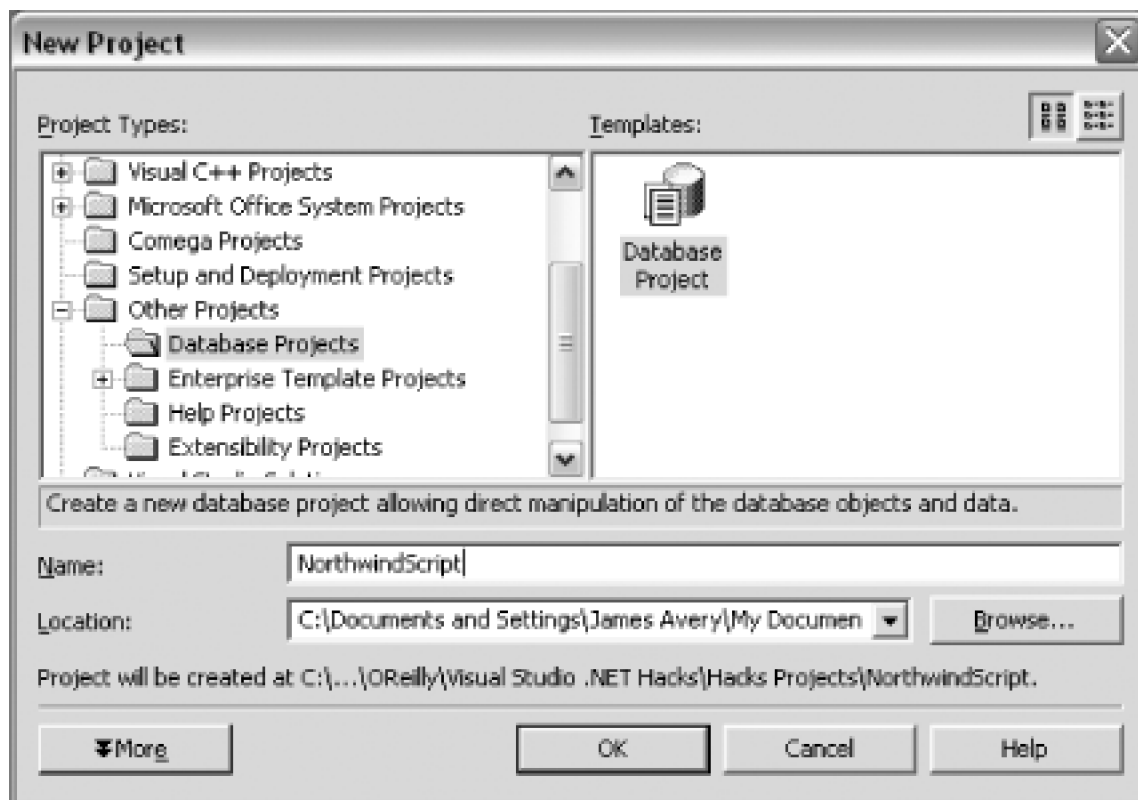 New Project
Project Types:
Templates:
Visual C++ Projects
Microsoft Office System Projects
Comega Projects
Setup and Deployment Projects
Other Projects
Database Projects
Enterprise Template Projects
Help Projects
Extensibility Projects
Database
Project
Create a new database project allowing direct manipulation of the database objects and data.
Name:
NorthwindScript
Location:
C:\Documents and Settings\James Avery\My Documen
Browse...
Project will be created at C:\...\OReilly\Visual Studio .NET Hacks\Hacks Projects\NorthwindScript.
More
OK
Cancel
Help